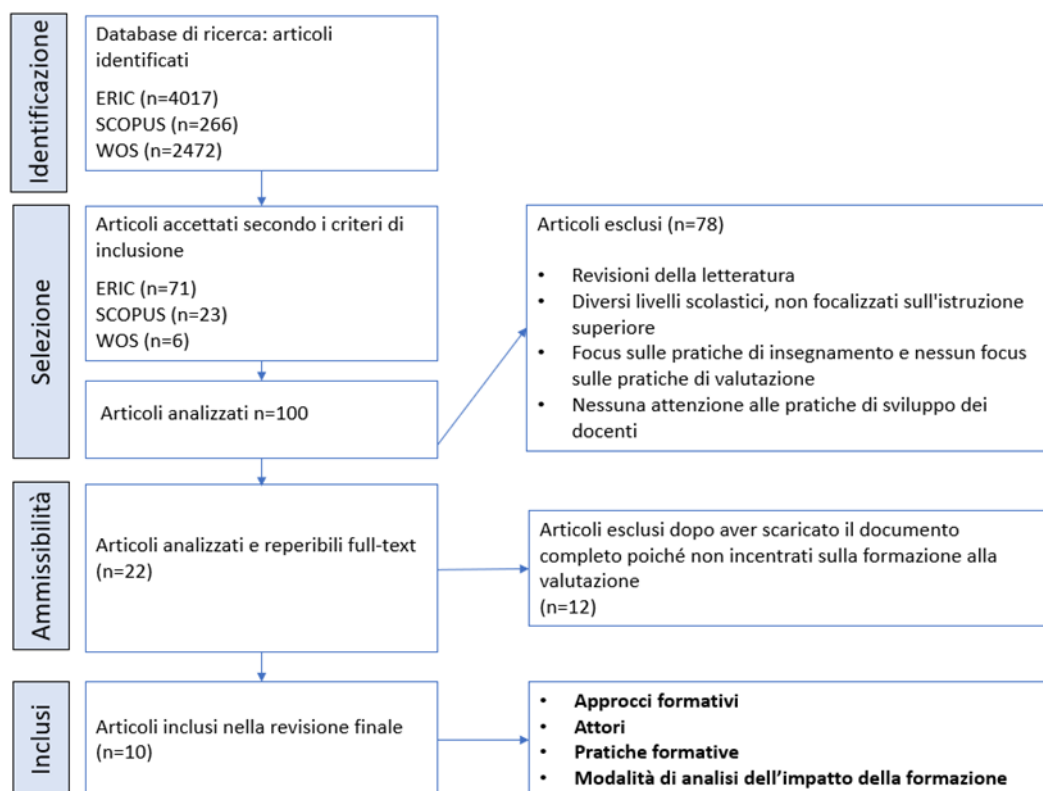 Identificazione
Database di ricerca: articoli
identificati
ERIC (n=4017)
SCOPUS (n=266)
WOS (n=2472)
Selezione
Articoli accettati secondo i criteri di
inclusione
ERIC (n=71)
SCOPUS (n=23)
WOS (n=6)
Articoli analizzati n=100
Articoli esclusi (n=78)
• Revisioni della letteratura
• Diversi livelli scolastici, non focalizzati sull'istruzione
superiore
• Focus sulle pratiche di insegnamento e nessun focus
sulle pratiche di valutazione
• Nessuna attenzione alle pratiche di sviluppo dei
docenti
Ammissibilità
Articoli analizzati e reperibili full-text
(n=22)
Articoli esclusi dopo aver scaricato il documento
completo poiché non incentrati sulla formazione alla
valutazione
(n=12)
Inclusi
Articoli inclusi nella revisione finale
(n=10)
• Approcci formativi
• Attori
• Pratiche formative
• Modalità di analisi dell’impatto della formazione